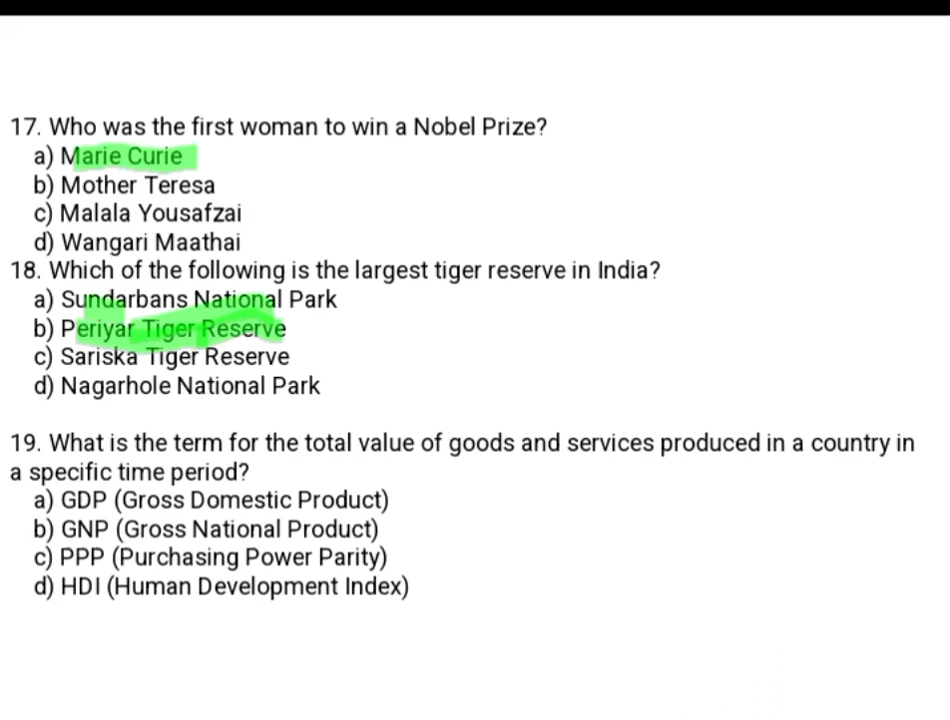 17. Who was the first woman to win a Nobel Prize?
a) Marie Curie
b) Mother Teresa
c) Malala Yousafzai
d) Wangari Maathai
18. Which of the following is the largest tiger reserve in India?
a) Sundarbans National Park
b) Periyar Tiger Reserve
c) Sariska Tiger Reserve
d) Nagarhole National Park
19. What is the term for the total value of goods and services produced in a country in
a specific time period?
a) GDP (Gross Domestic Product)
b) GNP (Gross National Product)
c) PPP (Purchasing Power Parity)
d) HDI (Human Development Index)